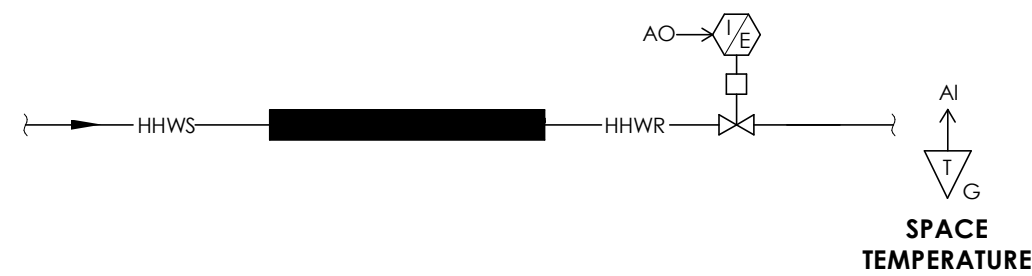 I/E
AO
AI
HHWS
HHWR
T
G
SPACE
TEMPERATURE